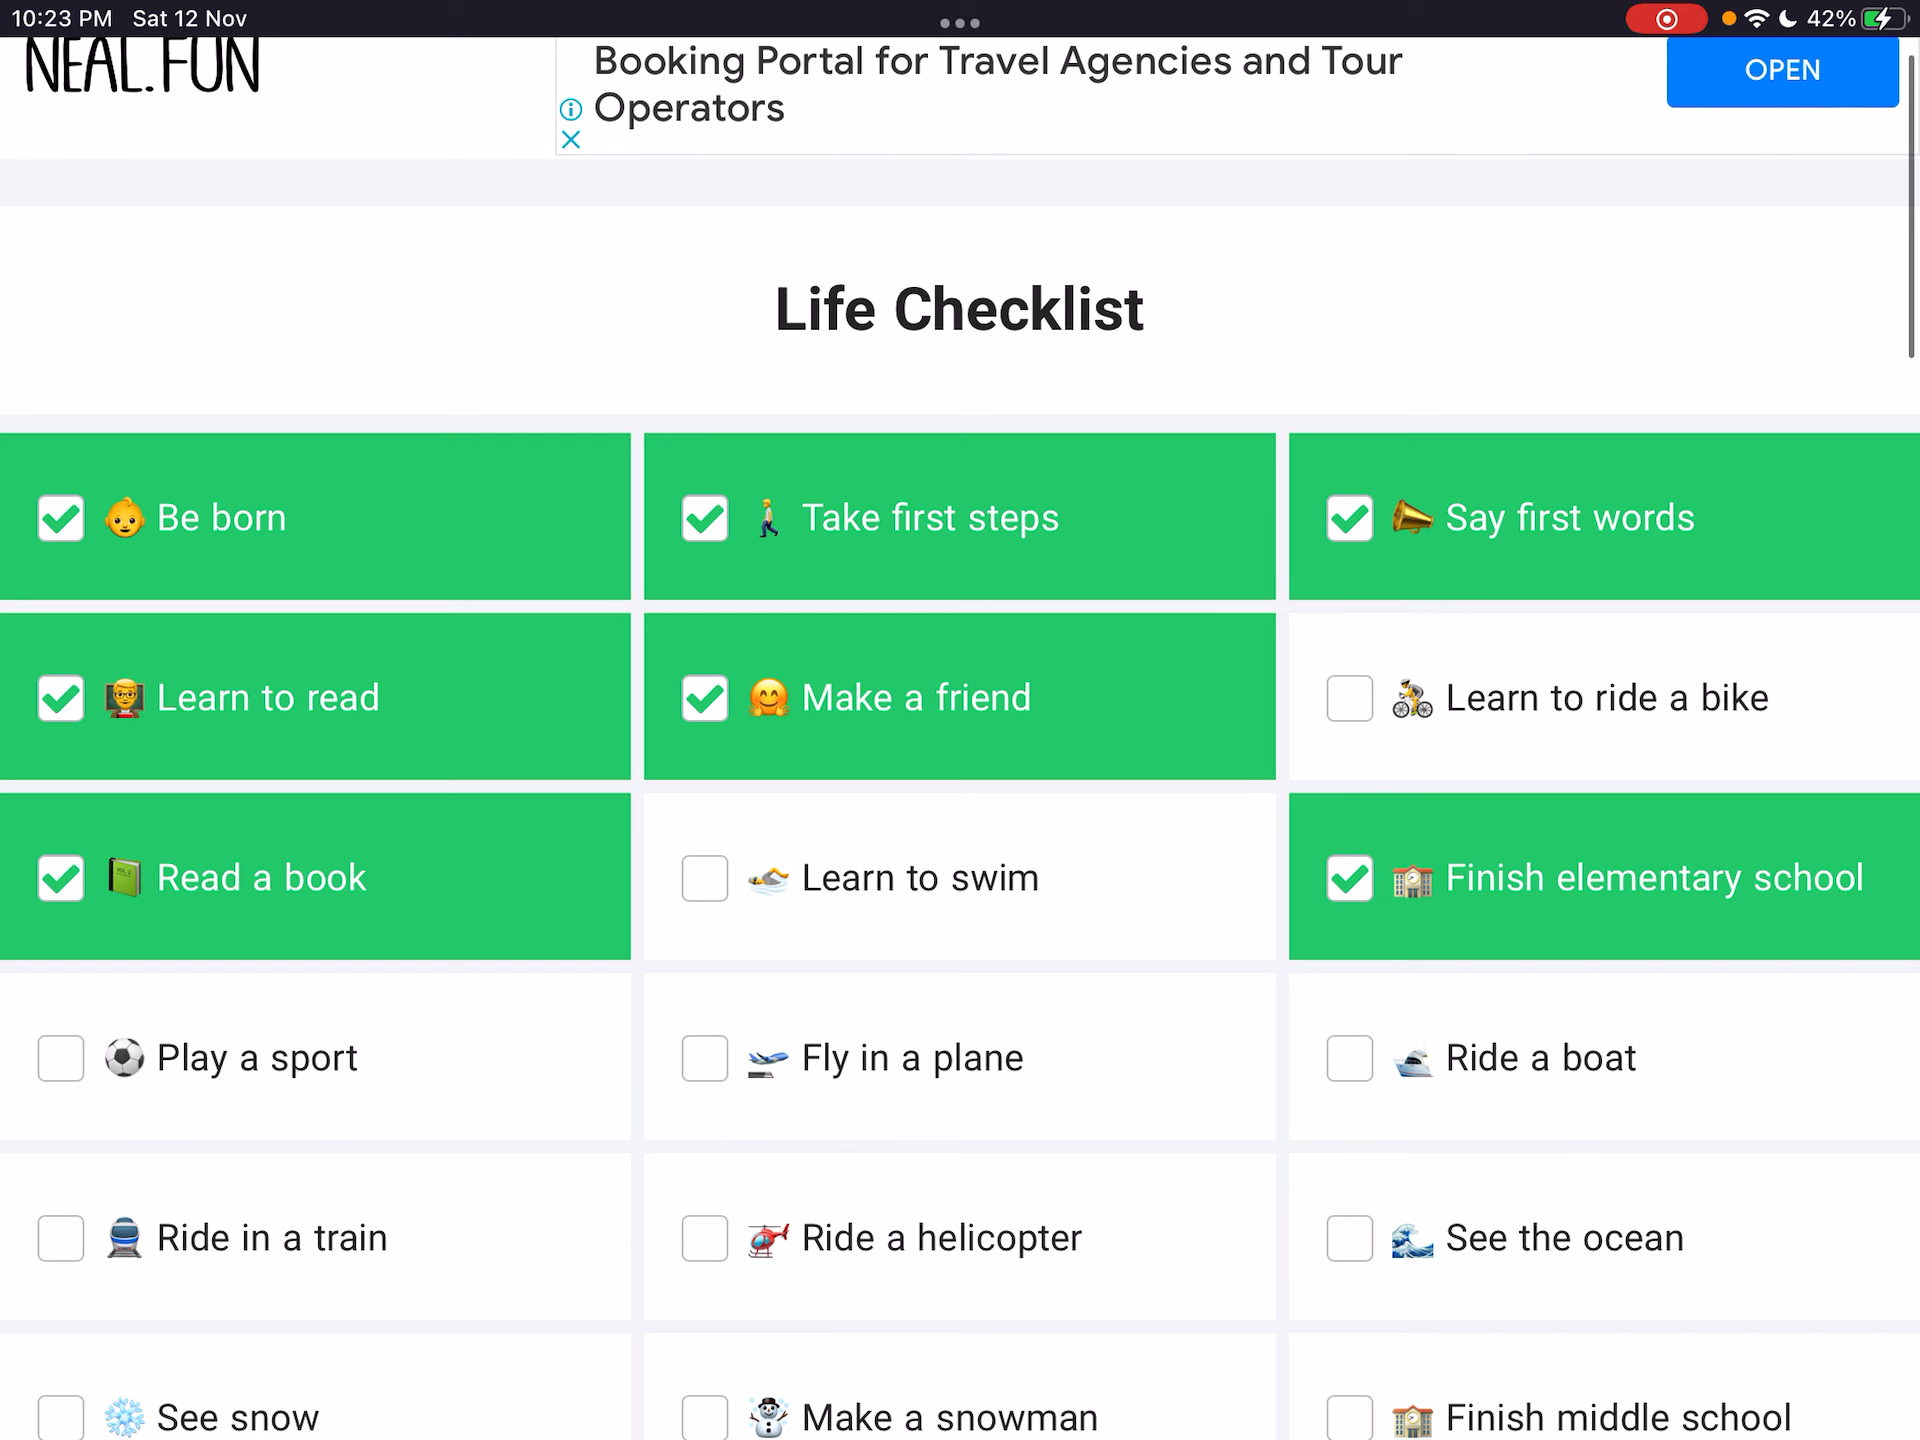 10:23 PM Sat 12 Nov
42%
NEAL.FUN
Booking Portal for Travel Agencies and Tour
Operators
OPEN
Life Checklist
Be born
Take first steps
Say first words
Learn to read
Make a friend
Learn to ride a bike
Read a book
Learn to swim
Finish elementary school
Play a sport
Fly in a plane
Ride a boat
Ride in a train
Ride a helicopter
See the ocean
See snow
Make a snowman
Finish middle school